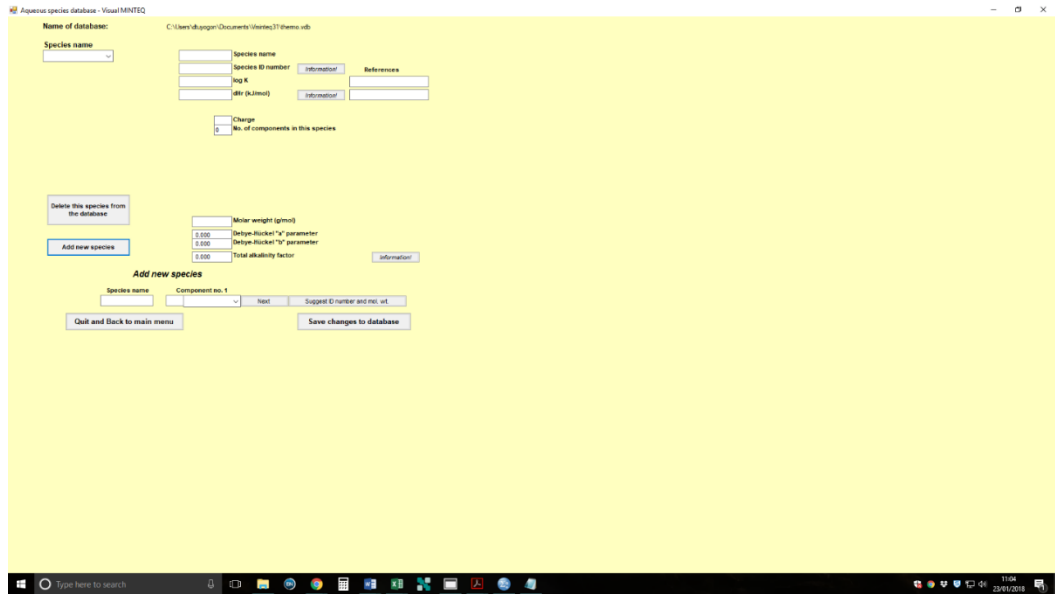 Aqueous species database - Visual MINTEQ
Name of database: C:\Users\dluyogan\Documents\Vminteq31\thermo.vdb
Species name
Species name
Species ID number Information! References
log K
dHr (kJ/mol) Information!
Charge
0 No. of components in this species
Delete this species from
the database
Molar weight (g/mol)
0.000 Debye-Hückel "a" parameter
0.000 Debye-Hückel "b" parameter
Add new species
0.000 Total alkalinity factor Information!
Add new species
Species name Component no. 1
Next Suggest ID number and mol. wt.
Quit and Back to main menu Save changes to database
Type here to search
11:04
23/01/2018